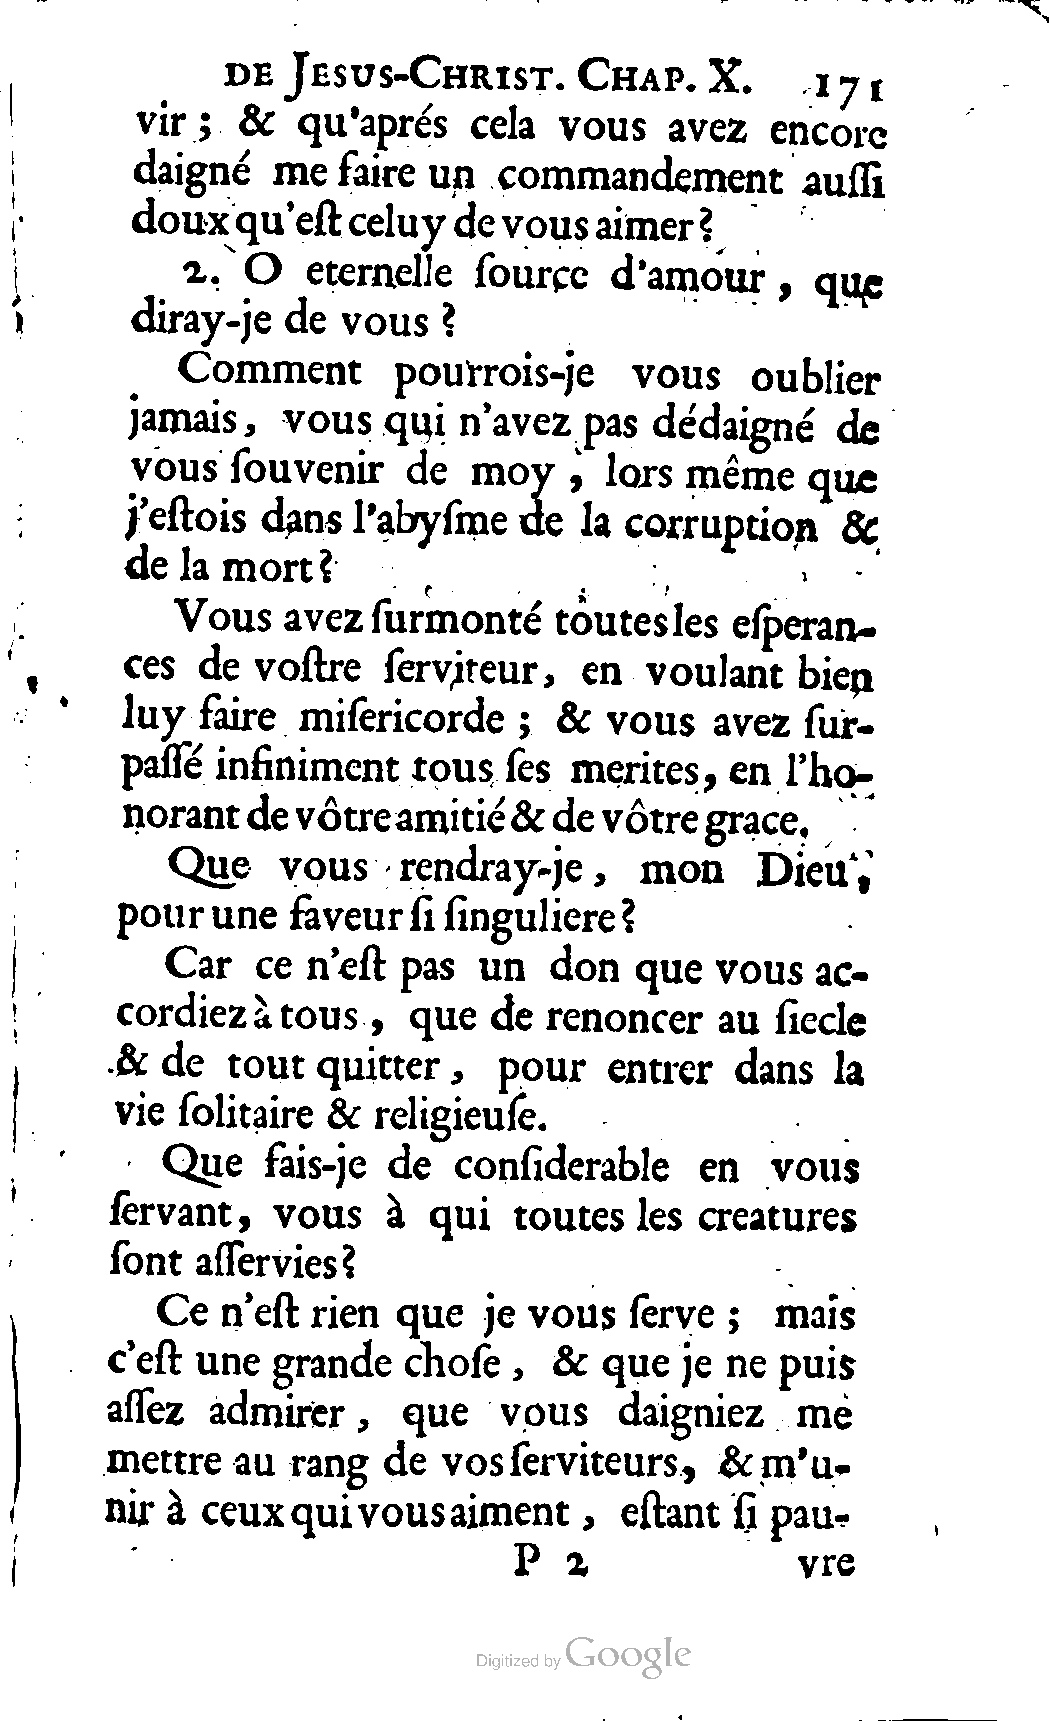 DE JESUS-CHRIST. CHAP. X. 171
vir ; & qu'aprés cela vous avez encore
daigné me faire un commandement auſſi
doux qu'eſt celuy de vous aimer?
2. O eternelle ſource d'amour , que
diray-je de vous ?
Comment pourrois-je vous oublier
jamais, vous qui n'avez pas dédaigné de
vous ſouvenir de moy , lors même que
j'eſtois dans l'abyſme de la corruption &
de la mort?
Vous avez ſurmonté toutes les eſperan-
ces de voſtre ſerviteur, en voulant bien
luy faire miſericorde ; & vous avez ſur-
paſſé infiniment tous ſes merites, en l'ho-
norant de vôtre amitié & de vôtre grace.
Que vous rendray-je , mon Dieu ,
pour une faveur ſi ſinguliere?
Car ce n'eſt pas un don que vous ac-
cordiez à tous , que de renoncer au ſiecle
& de tout quitter , pour entrer dans la
vie ſolitaire & religieuſe.
Que fais-je de conſiderable en vous
ſervant, vous à qui toutes les creatures
ſont aſſervies?
Ce n'eſt rien que je vous ſerve ; mais
c'eſt une grande choſe , & que je ne puis
aſſez admirer , que vous daigniez me
mettre au rang de vos ſerviteurs, & m'u-
nir à ceux qui vous aiment , eſtant ſi pau-
P 2 vre
Digitized by Google